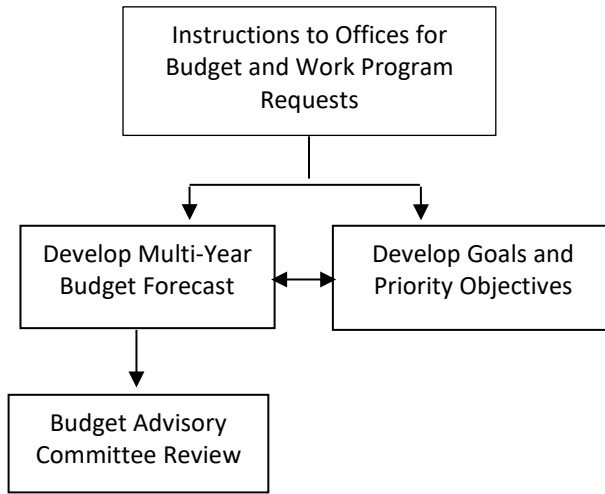 Instructions to Offices for
Budget and Work Program
Requests
Develop Multi-Year
Budget Forecast
Develop Goals and
Priority Objectives
Budget Advisory
Committee Review